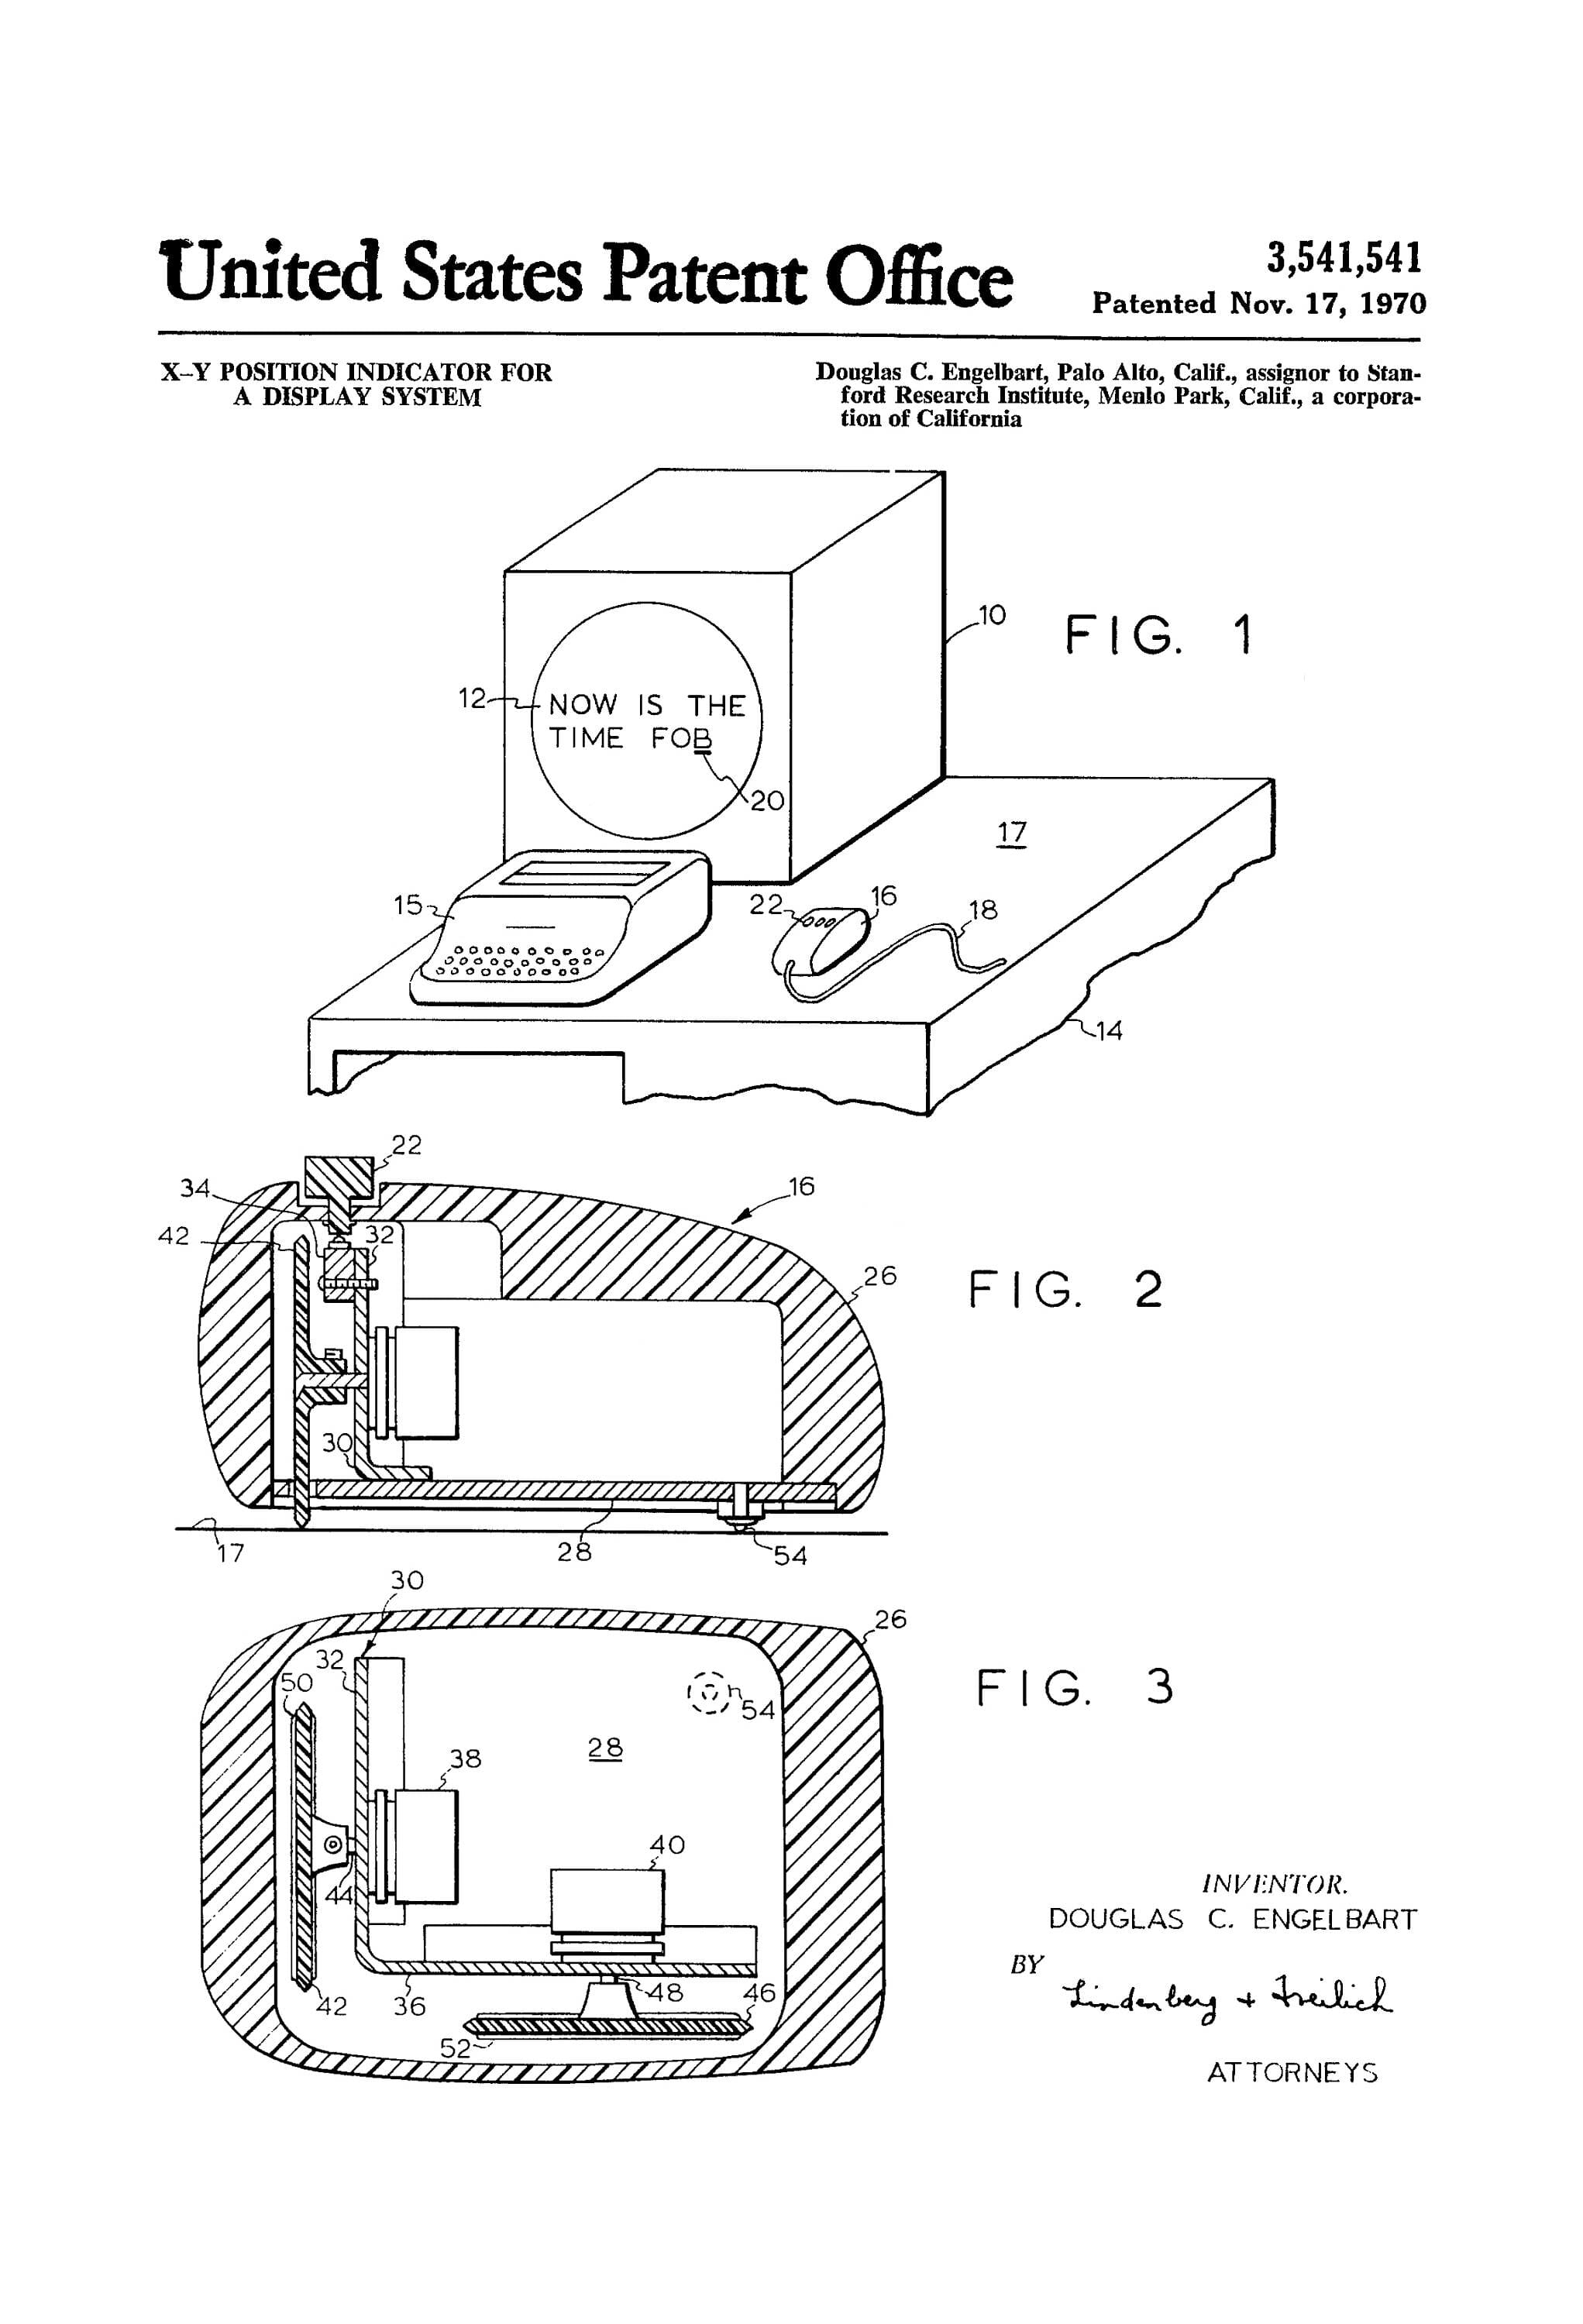 United States Patent Office
3,541,541
Patented Nov. 17, 1970
X-Y POSITION INDICATOR FOR
A DISPLAY SYSTEM
Douglas C. Engelbart, Palo Alto, Calif., assignor to Stan-
ford Research Institute, Menlo Park, Calif., a corpora-
tion of California
10
FIG. 1
12
NOW IS THE
TIME FOB
20
17
15
22
16
18
14
22
34
16
42
32
26
FIG. 2
30
17
28
54
30
26
32
50
54
FIG. 3
28
38
40
44
INVENTOR.
DOUGLAS C. ENGELBART
BY
42
36
48
46
Lindenberg + Freilich
52
ATTORNEYS